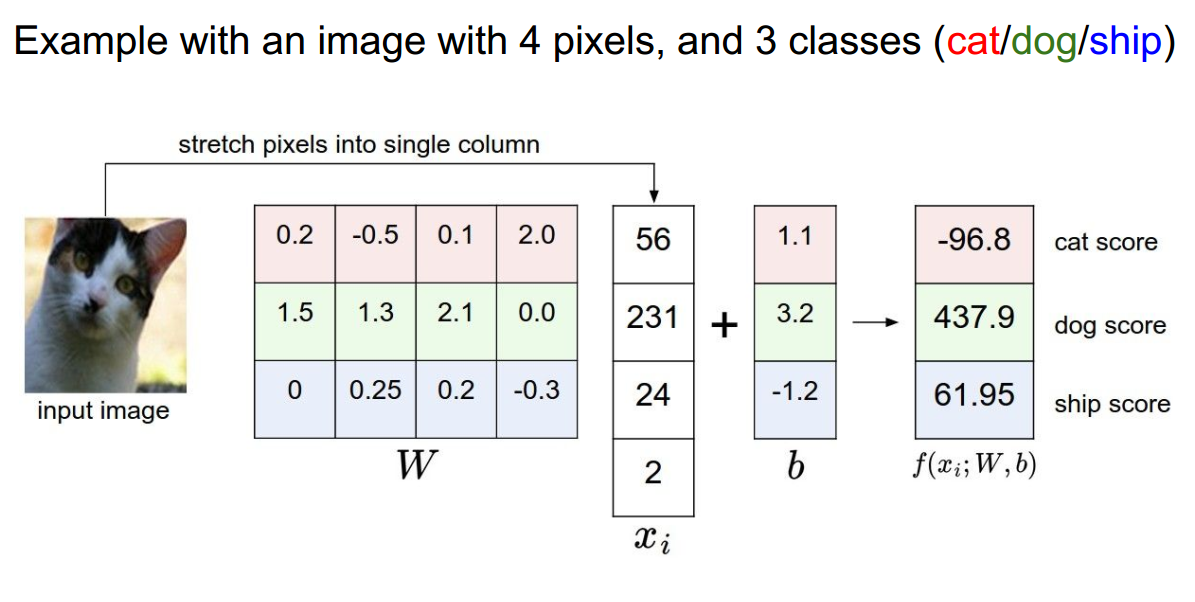 Example with an image with 4 pixels, and 3 classes (cat/dog/ship)
stretch pixels into single column
0.2 -0.5 0.1 2.0 56 1.1 -96.8 cat score
1.5 1.3 2.1 0.0 231 + 3.2 437.9 dog score
0 0.25 0.2 -0.3 24 -1.2 61.95 ship score
input image
W 2 b f(xᵢ; W, b)
xᵢ